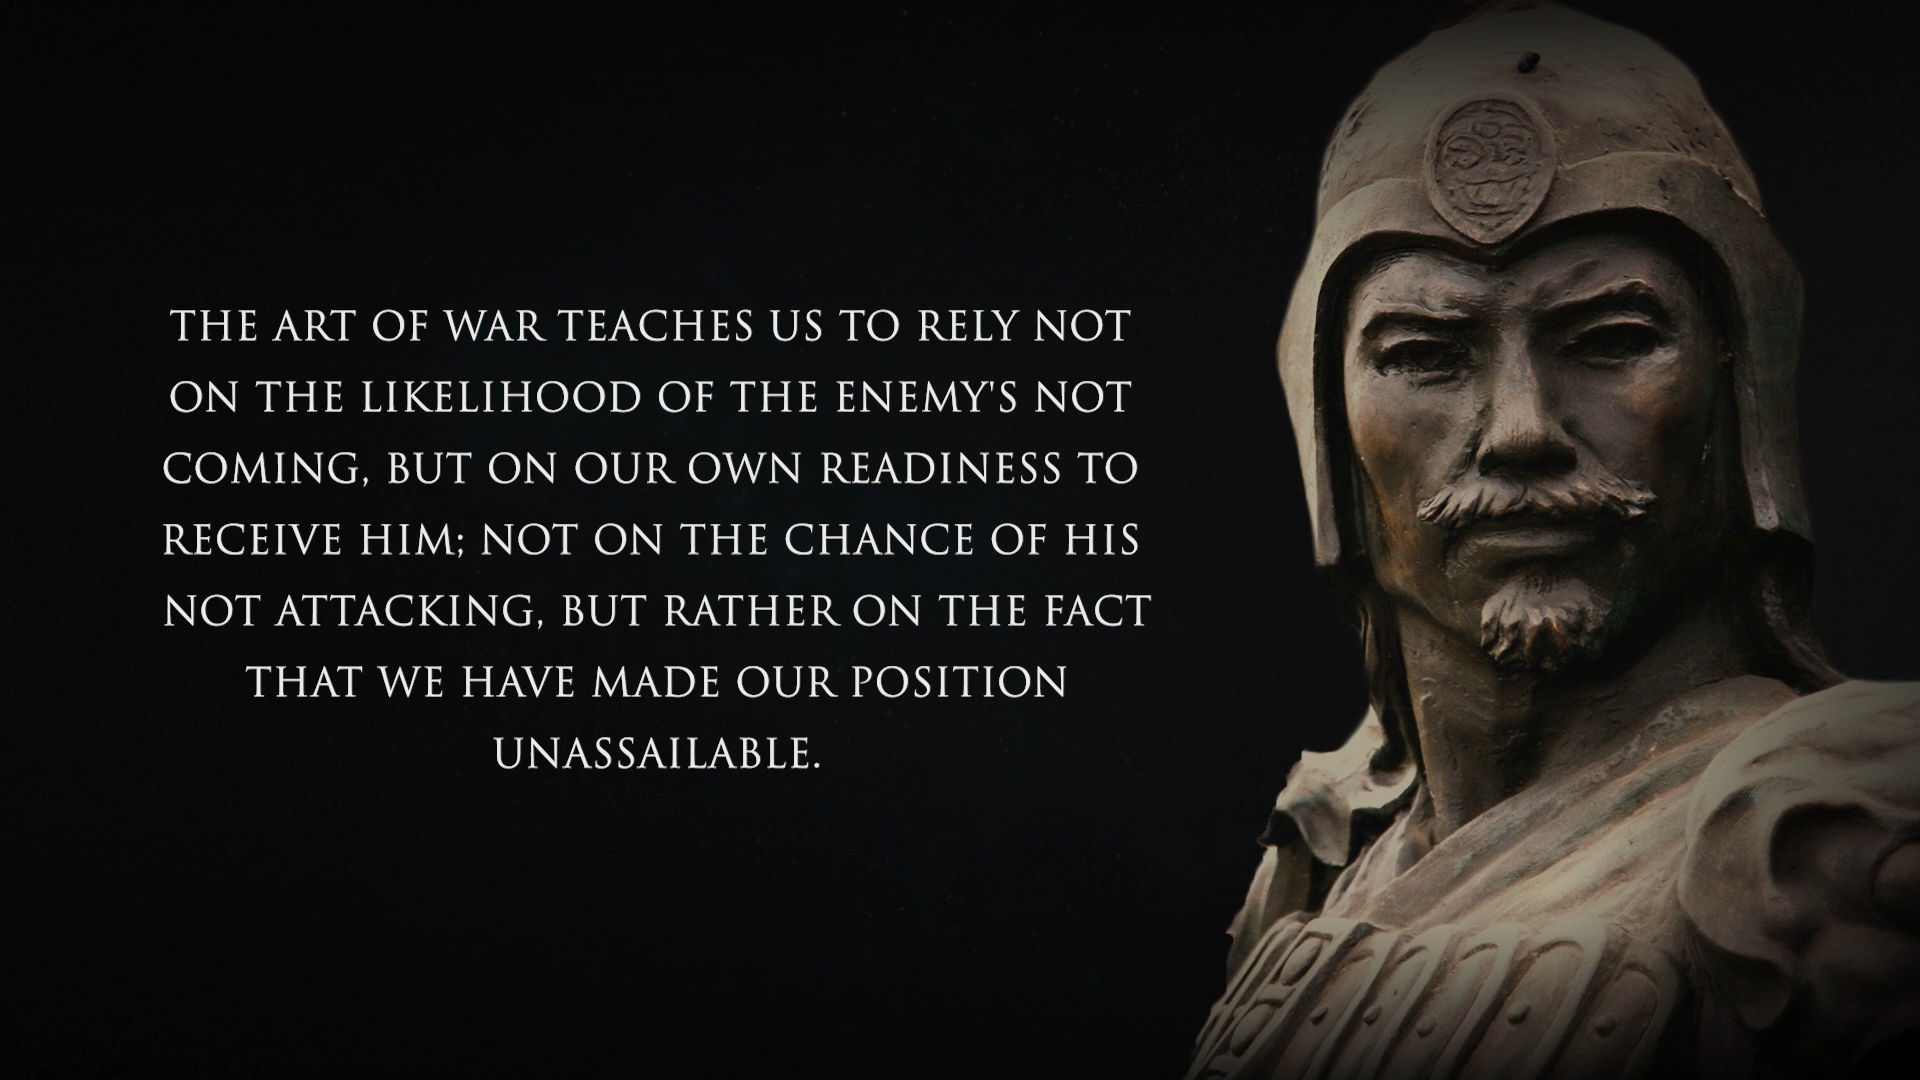 THE ART OF WAR TEACHES US TO RELY NOT
ON THE LIKELIHOOD OF THE ENEMY'S NOT
COMING, BUT ON OUR OWN READINESS TO
RECEIVE HIM; NOT ON THE CHANCE OF HIS
NOT ATTACKING, BUT RATHER ON THE FACT
THAT WE HAVE MADE OUR POSITION
UNASSAILABLE.